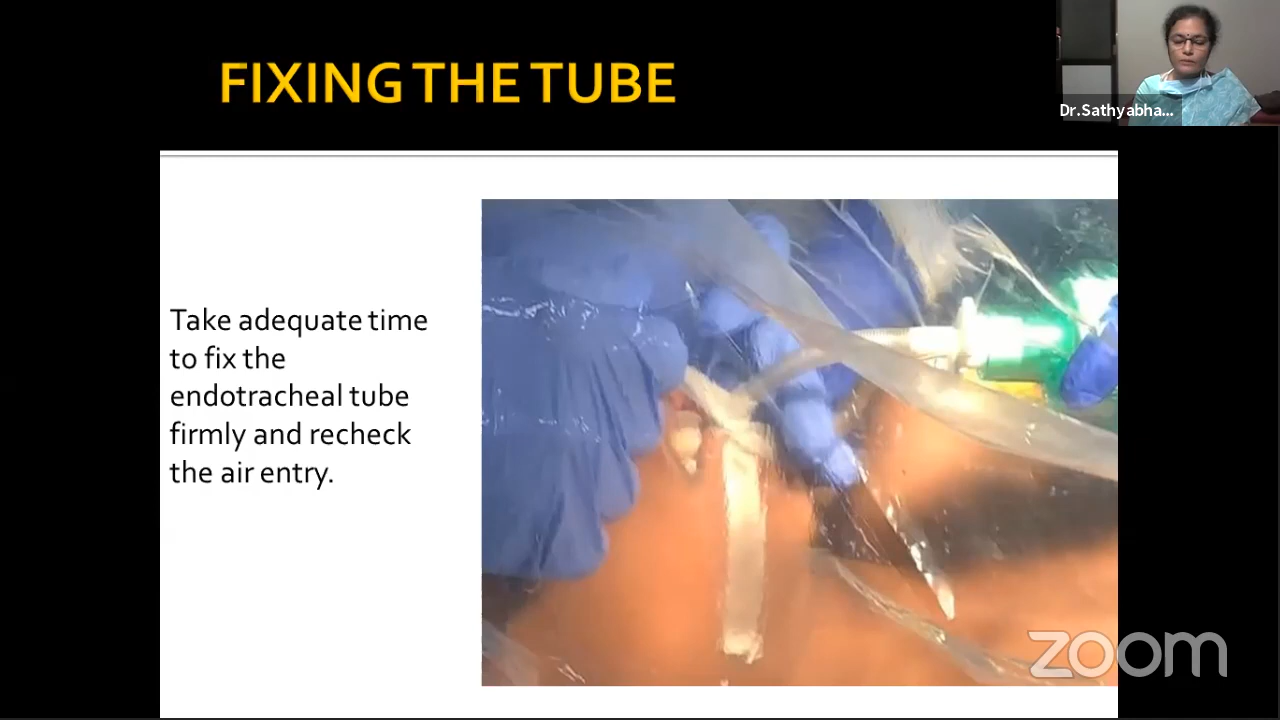 FIXING THE TUBE
Dr.Sathyabha...
Take adequate time
to fix the
endotracheal tube
firmly and recheck
the air entry.
zoom